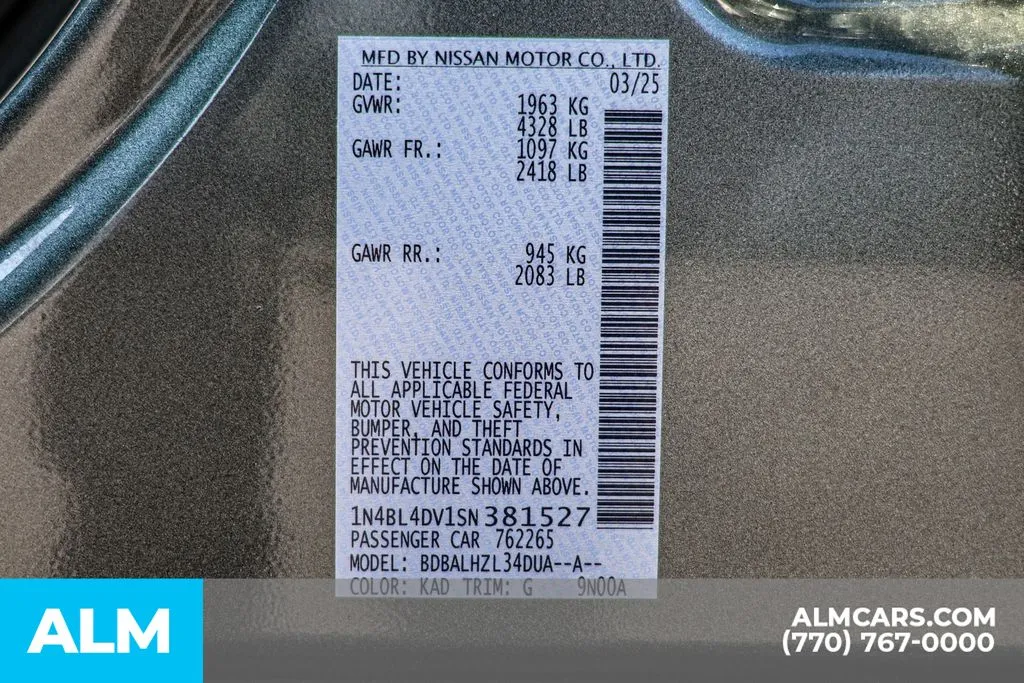 MFD BY NISSAN MOTOR CO., LTD.
DATE: 03/25
GVWR: 1963 KG
4328 LB
GAWR FR.: 1097 KG
2418 LB
GAWR RR.: 945 KG
2083 LB
THIS VEHICLE CONFORMS TO
ALL APPLICABLE FEDERAL
MOTOR VEHICLE SAFETY,
BUMPER, AND THEFT
PREVENTION STANDARDS IN
EFFECT ON THE DATE OF
MANUFACTURE SHOWN ABOVE.
1N4BL4DV1SN381527
PASSENGER CAR 762265
MODEL: BDBALHZL34DUA--A--
COLOR: KAD TRIM: G 9N00A
ALM
ALMCARS.COM
(770) 767-0000